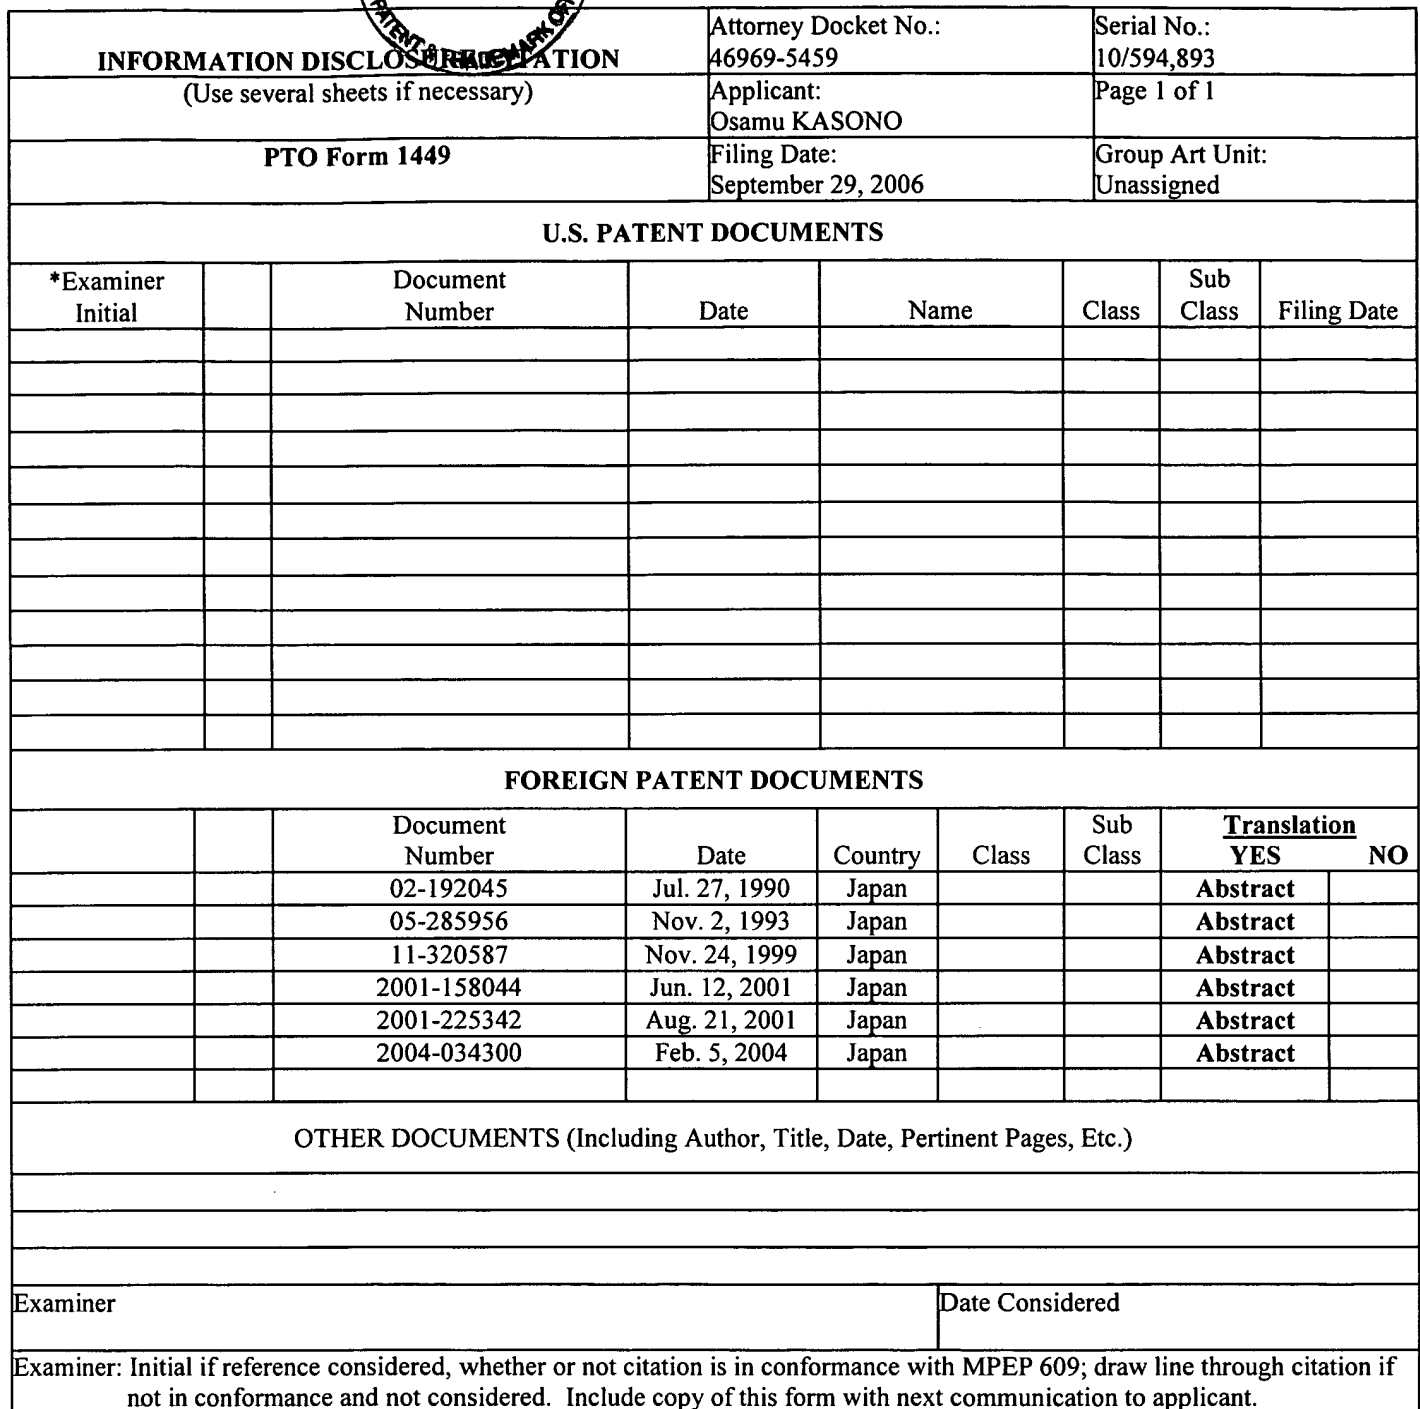 PATENT & TRADEMARK
INFORMATION DISCLOSURE CITATION
(Use several sheets if necessary)
PTO Form 1449
Attorney Docket No.:
46969-5459
Serial No.:
10/594,893
Applicant:
Osamu KASONO
Page 1 of 1
Filing Date:
September 29, 2006
Group Art Unit:
Unassigned
U.S. PATENT DOCUMENTS
*Examiner Initial Document Number Date Name Class Sub Class Filing Date
FOREIGN PATENT DOCUMENTS
Document Number Date Country Class Sub Class Translation YES NO
02-192045 Jul. 27, 1990 Japan Abstract
05-285956 Nov. 2, 1993 Japan Abstract
11-320587 Nov. 24, 1999 Japan Abstract
2001-158044 Jun. 12, 2001 Japan Abstract
2001-225342 Aug. 21, 2001 Japan Abstract
2004-034300 Feb. 5, 2004 Japan Abstract
OTHER DOCUMENTS (Including Author, Title, Date, Pertinent Pages, Etc.)
Examiner
Date Considered
Examiner: Initial if reference considered, whether or not citation is in conformance with MPEP 609; draw line through citation if
not in conformance and not considered. Include copy of this form with next communication to applicant.